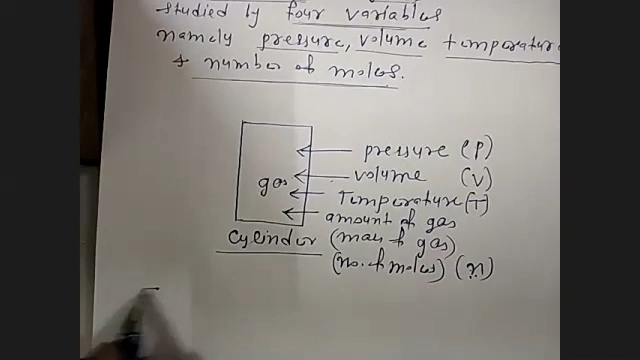 studied by four variables
namely pressure, volume temperature
& number of moles.
pressure (P)
volume (V)
gas
Temperature (T)
amount of gas
Cylinder (mass of gas)
(no. of moles) (n)